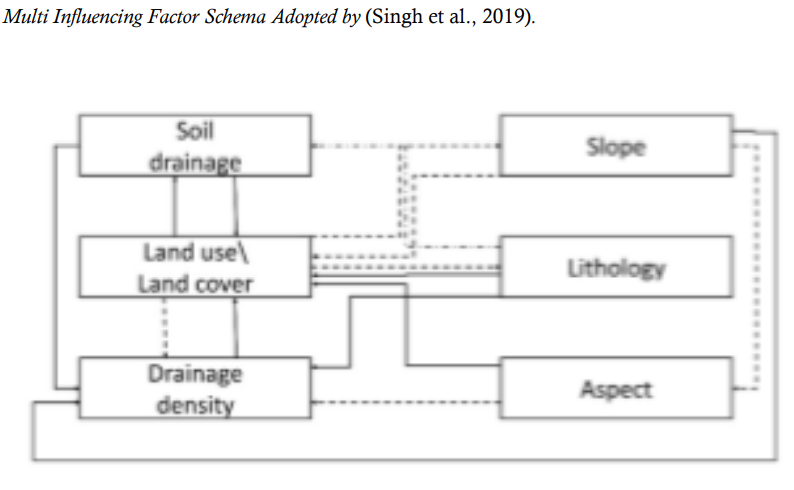 Multi Influencing Factor Schema Adopted by (Singh et al., 2019).
Soil
drainage
Slope
Land use\
Land cover
Lithology
Drainage
density
Aspect